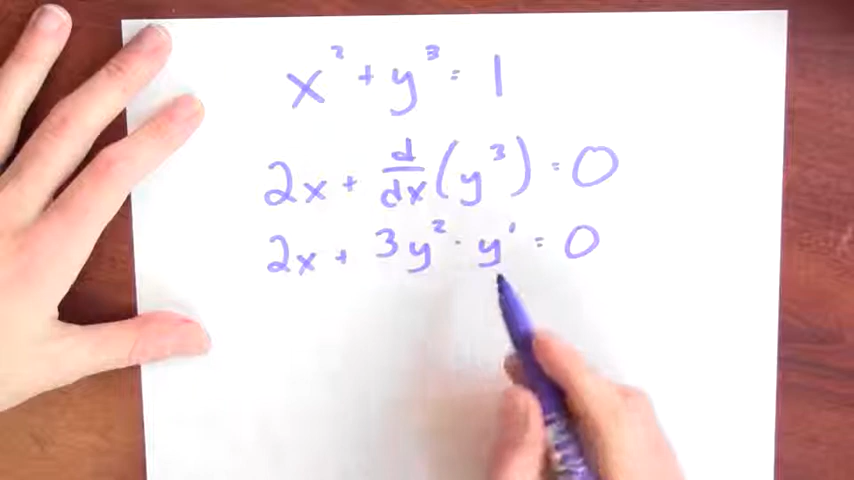 x² + y³ = 1
2x + d/dx (y³) = 0
2x + 3y² · y' = 0